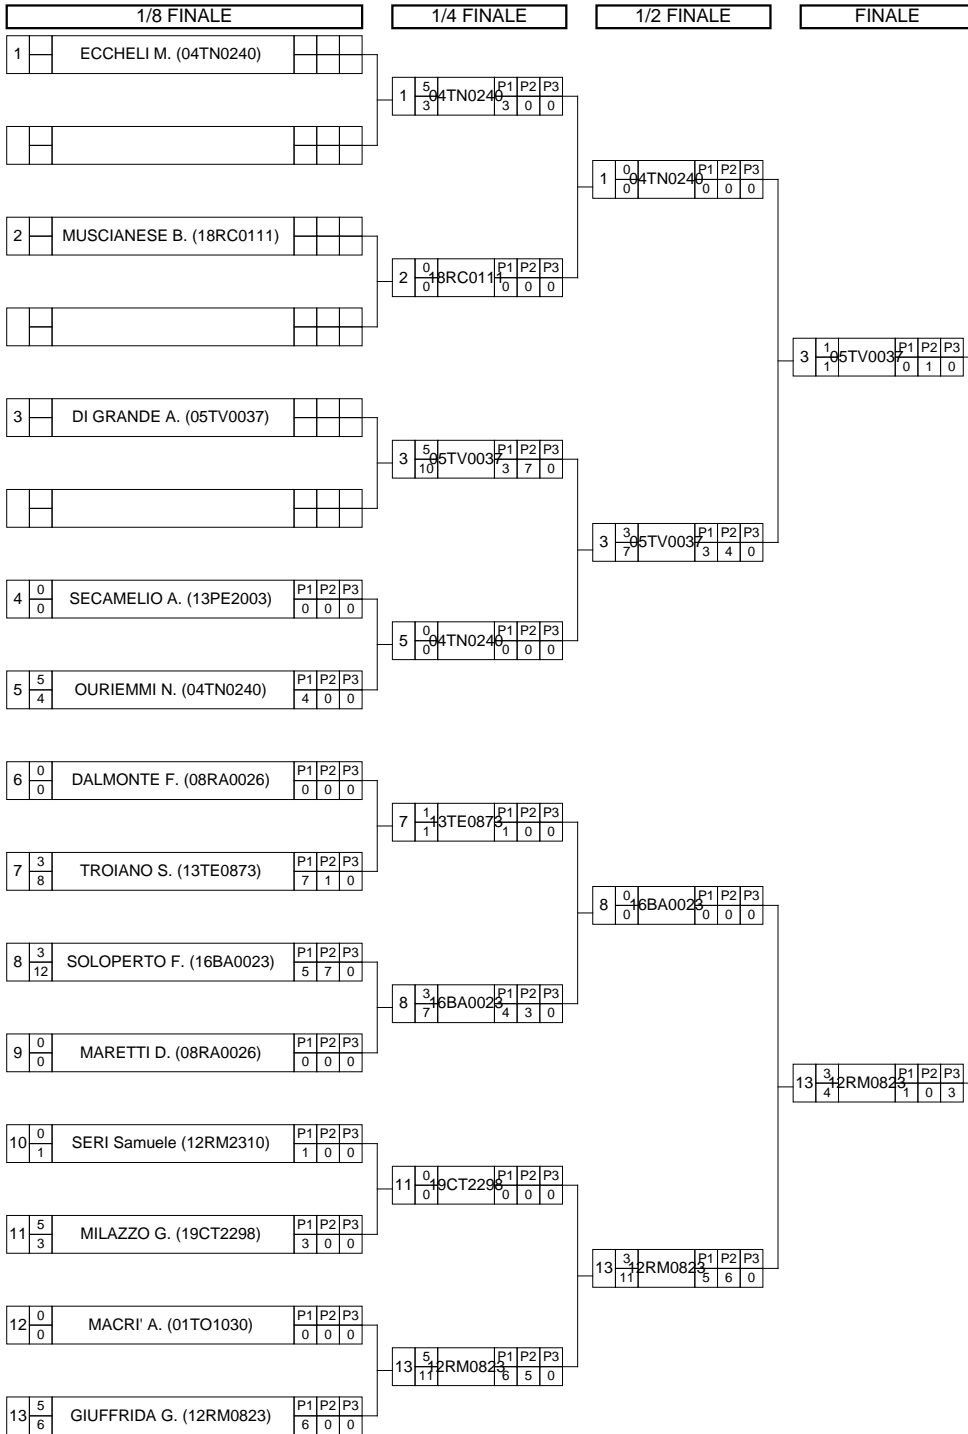 1/8 FINALE
1/4 FINALE
1/2 FINALE
FINALE
1 ECCHELI M. (04TN0240)
1 5 3 04TN0240 P1 P2 P3 3 0 0
1 0 0 04TN0240 P1 P2 P3 0 0 0
2 MUSCIANESE B. (18RC0111)
2 0 0 18RC0111 P1 P2 P3 0 0 0
3 1 1 05TV0037 P1 P2 P3 0 1 0
3 DI GRANDE A. (05TV0037)
3 5 10 05TV0037 P1 P2 P3 3 7 0
3 3 7 05TV0037 P1 P2 P3 3 4 0
4 0 0 SECAMELIO A. (13PE2003) P1 P2 P3 0 0 0
5 0 0 04TN0240 P1 P2 P3 0 0 0
5 5 4 OURIEMMI N. (04TN0240) P1 P2 P3 4 0 0
6 0 0 DALMONTE F. (08RA0026) P1 P2 P3 0 0 0
7 1 1 13TE0873 P1 P2 P3 1 0 0
7 3 8 TROIANO S. (13TE0873) P1 P2 P3 7 1 0
8 0 0 16BA0023 P1 P2 P3 0 0 0
8 3 12 SOLOPERTO F. (16BA0023) P1 P2 P3 5 7 0
8 3 7 16BA0023 P1 P2 P3 4 3 0
9 0 0 MARETTI D. (08RA0026) P1 P2 P3 0 0 0
13 3 4 12RM0823 P1 P2 P3 1 0 3
10 0 1 SERI Samuele (12RM2310) P1 P2 P3 1 0 0
11 0 0 19CT2298 P1 P2 P3 0 0 0
11 5 3 MILAZZO G. (19CT2298) P1 P2 P3 3 0 0
13 3 11 12RM0823 P1 P2 P3 5 6 0
12 0 0 MACRI' A. (01TO1030) P1 P2 P3 0 0 0
13 5 11 12RM0823 P1 P2 P3 6 5 0
13 5 6 GIUFFRIDA G. (12RM0823) P1 P2 P3 6 0 0